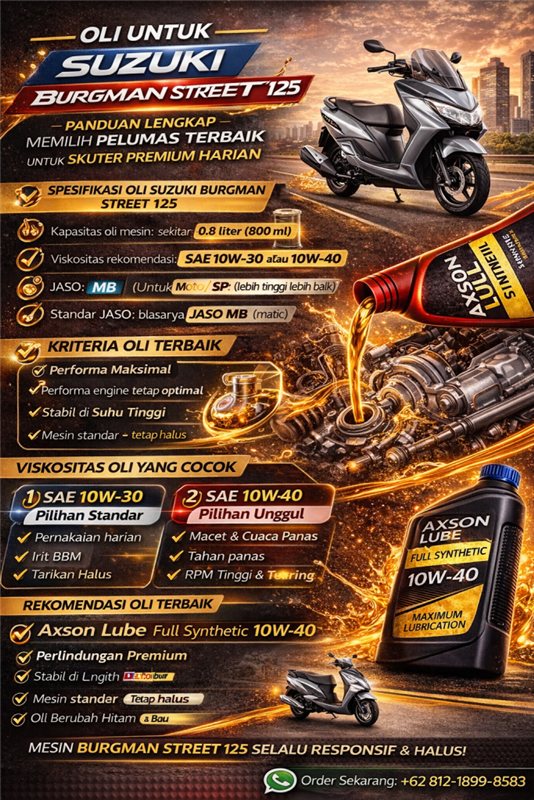 OLI UNTUK
SUZUKI
BURGMAN STREET 125
PANDUAN LENGKAP
MEMILIH PELUMAS TERBAIK
UNTUK SKUTER PREMIUM HARIAN
SPESIFIKASI OLI SUZUKI BURGMAN
STREET 125
Kapasitas oli mesin: sekitar 0.8 liter (800 ml)
Viskositas rekomendasi: SAE 10W-30 atau 10W-40
JASO: MB (Untuk Moto/SP: (lebih tinggi lebih balk)
Standar JASO: blasarya JASO MB (matic)
AXSON
LULL
SYNTINEIL
KRITERIA OLI TERBAIK
Performa Maksimal
Performa engine tetap optimal
Stabil di Suhu Tinggi
Mesin standar - tetap halus
VISKOSITAS OLI YANG COCOK
1 SAE 10W-30
Pilihan Standar
Pernakaian harian
Irit BBM
Tarikan Halus
2 SAE 10W-40
Pilihan Unggul
Macet & Cuaca Panas
Tahan panas
RPM Tinggi & Tearing
AXSON
LUBE
FULL SYNTHETIC
10W-40
MAXIMUM
LUBRICATION
REKOMENDASI OLI TERBAIK
Axson Lube Full Synthetic 10W-40
Perlindungan Premium
Stabil di Lngith
Mesin standar Tetap halus
Oll Berubah Hitam & Bau
MESIN BURGMAN STREET 125 SELALU RESPONSIF & HALUS!
Order Sekarang: +62 812-1899-8583